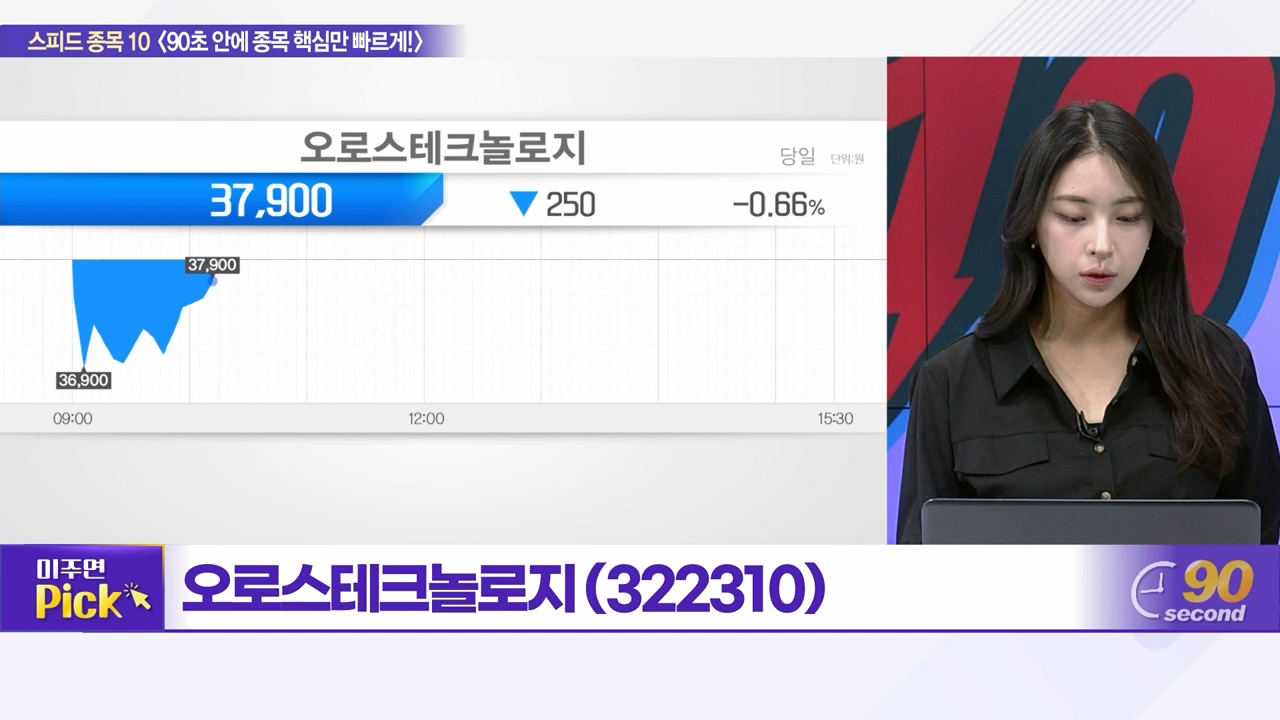 스피드 종목 10 <90초 안에 종목 핵심만 빠르게!>
오로스테크놀로지
당일 단위:원
37,900 ▼ 250 -0.66%
37,900
36,900
09:00 12:00 15:30
10
미주면
Pick
오로스테크놀로지 (322310)
90
second